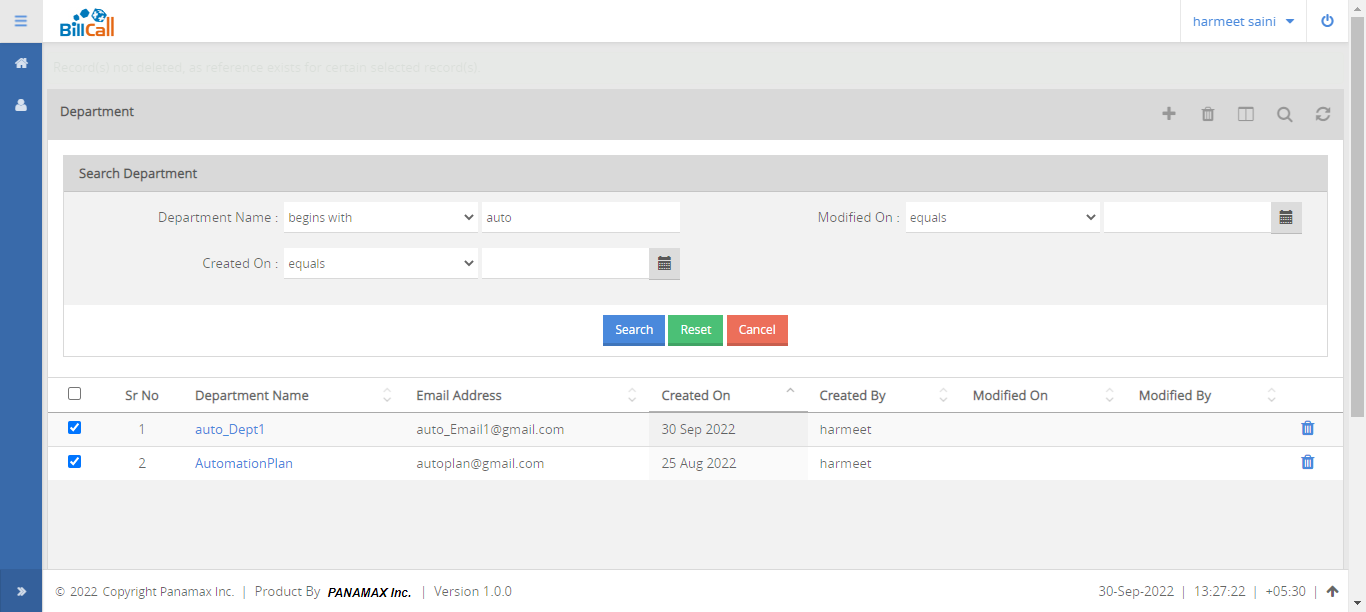 BillCall
harmeet saini
Record(s) not deleted, as reference exists for certain selected record(s).
Department
Search Department
Department Name : begins with auto Modified On : equals
Created On : equals
Search Reset Cancel
Sr No Department Name Email Address Created On Created By Modified On Modified By
1 auto_Dept1 auto_Email1@gmail.com 30 Sep 2022 harmeet
2 AutomationPlan autoplan@gmail.com 25 Aug 2022 harmeet
© 2022 Copyright Panamax Inc. | Product By PANAMAX Inc. | Version 1.0.0 30-Sep-2022 | 13:27:22 | +05:30 |